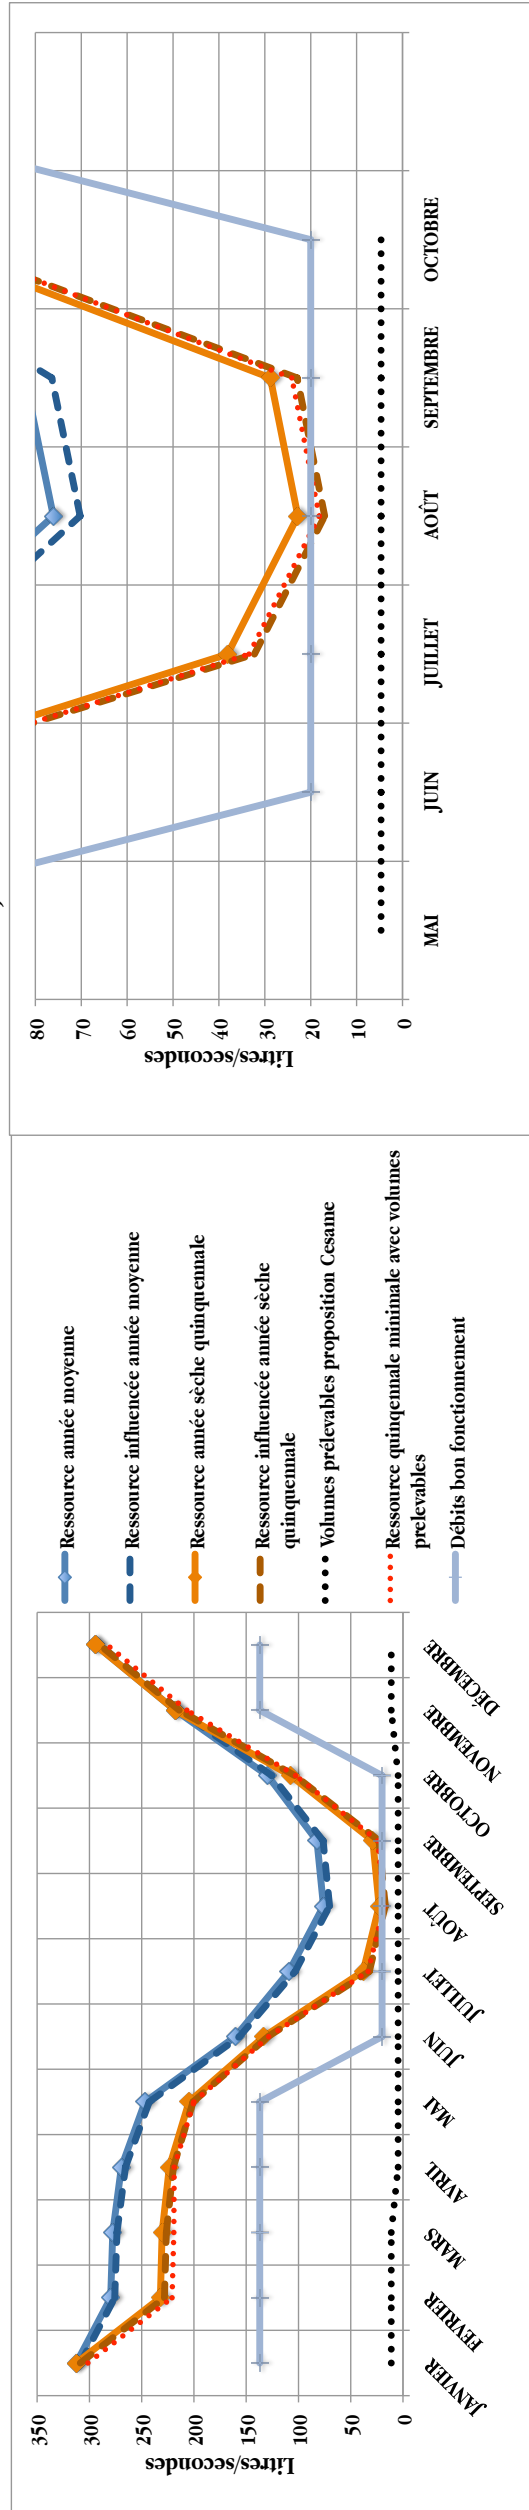 Litres/secondes
350
300
250
200
150
100
50
0
JANVIER
FEVRIER
MARS
AVRIL
MAI
JUIN
JUILLET
AOÛT
SEPTEMBRE
OCTOBRE
NOVEMBRE
DÉCEMBRE
Ressource année moyenne
Ressource influencée année moyenne
Ressource année sèche quinquennale
Ressource influencée année sèche
quinquennale
Volumes prélevables proposition Cesame
Ressource quinqennale minimale avec volumes
prelevables
Débits bon fonctionnement
Litres/secondes
80
70
60
50
40
30
20
10
0
MAI
JUIN
JUILLET
AOÛT
SEPTEMBRE
OCTOBRE